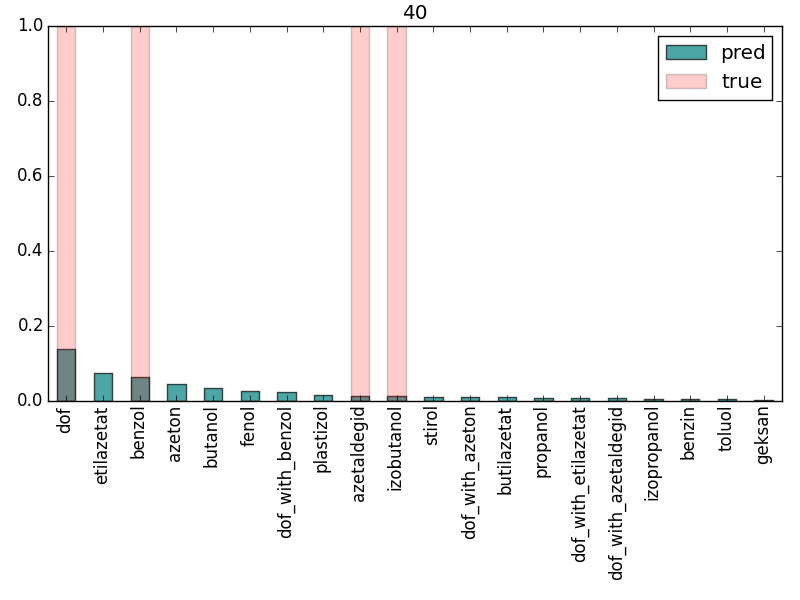 40
1.0
0.8
0.6
0.4
0.2
0.0
pred
true
dof
etilazetat
benzol
azeton
butanol
fenol
dof_with_benzol
plastizol
azetaldegid
izobutanol
stirol
dof_with_azeton
butilazetat
propanol
dof_with_etilazetat
dof_with_azetaldegid
izopropanol
benzin
toluol
geksan